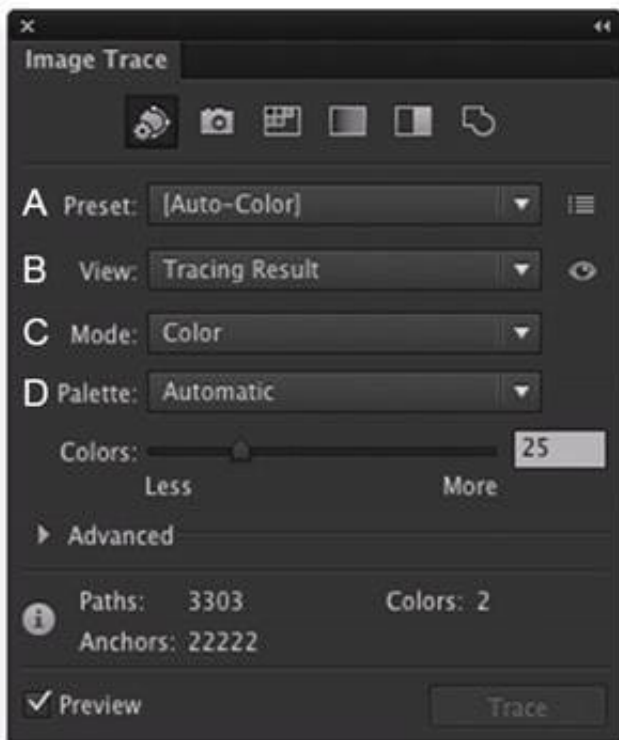 Image Trace
A Preset: [Auto-Color]
B View: Tracing Result
C Mode: Color
D Palette: Automatic
Colors: 25
Less More
Advanced
Paths: 3303 Colors: 2
Anchors: 22222
Preview Trace